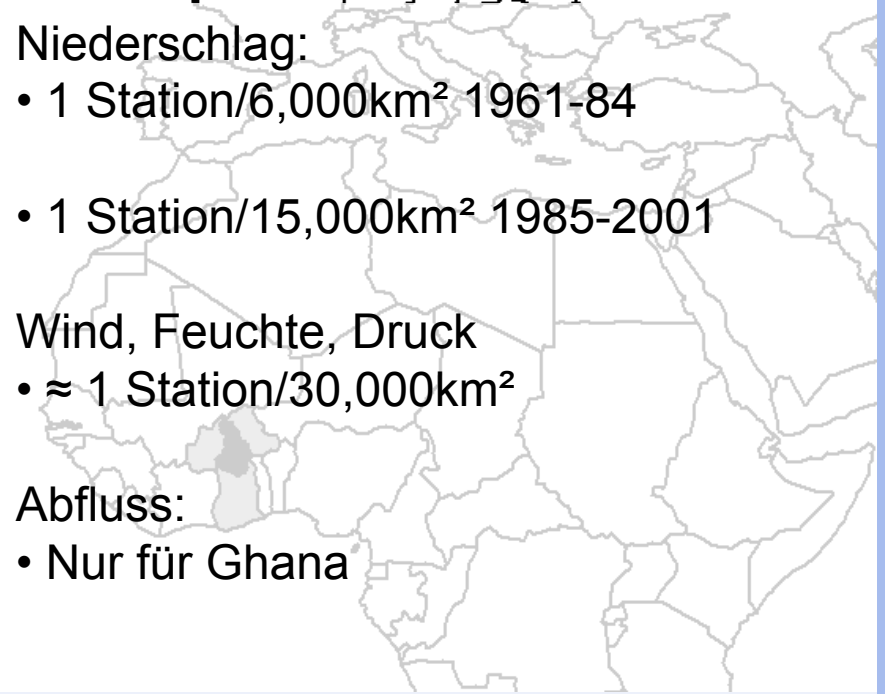 Niederschlag:
• 1 Station/6,000km² 1961-84
• 1 Station/15,000km² 1985-2001
Wind, Feuchte, Druck
• ≈ 1 Station/30,000km²
Abfluss:
• Nur für Ghana